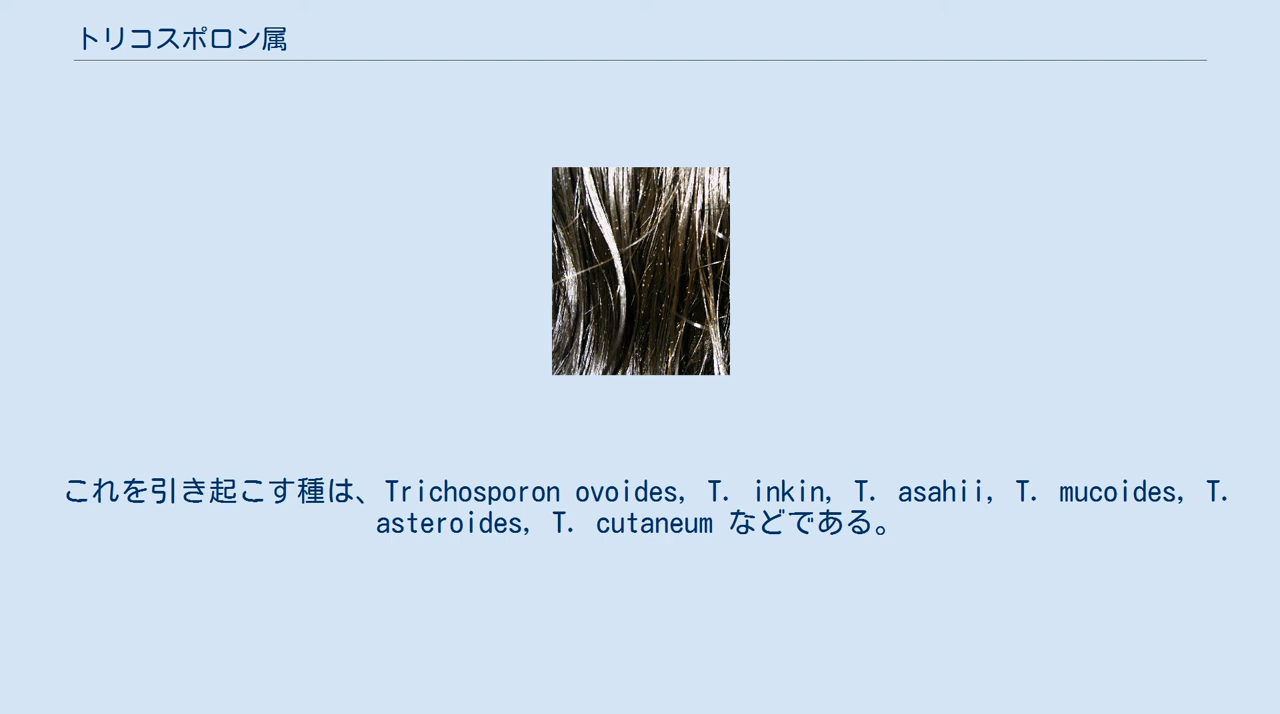 トリコスポロン属
これを引き起こす種は、Trichosporon ovoides, T. inkin, T. asahii, T. mucoides, T.
asteroides, T. cutaneum などである。